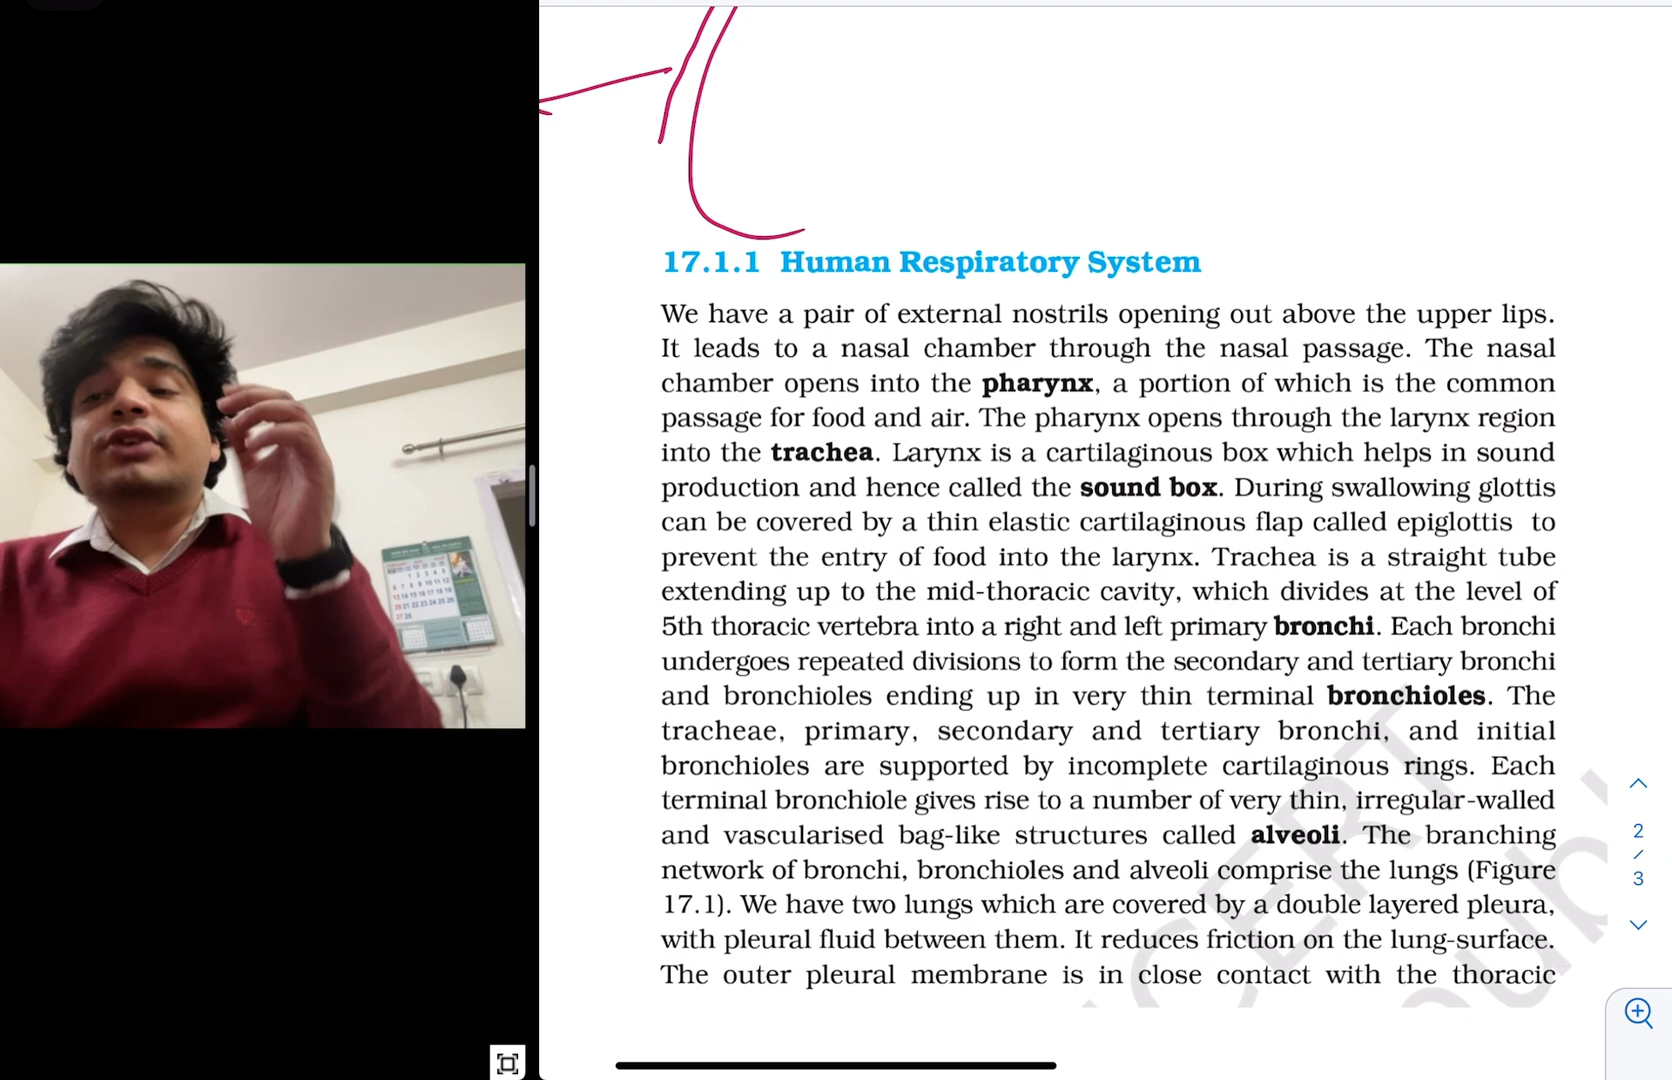 17.1.1 Human Respiratory System
We have a pair of external nostrils opening out above the upper lips.
It leads to a nasal chamber through the nasal passage. The nasal
chamber opens into the pharynx, a portion of which is the common
passage for food and air. The pharynx opens through the larynx region
into the trachea. Larynx is a cartilaginous box which helps in sound
production and hence called the sound box. During swallowing glottis
can be covered by a thin elastic cartilaginous flap called epiglottis to
prevent the entry of food into the larynx. Trachea is a straight tube
extending up to the mid-thoracic cavity, which divides at the level of
5th thoracic vertebra into a right and left primary bronchi. Each bronchi
undergoes repeated divisions to form the secondary and tertiary bronchi
and bronchioles ending up in very thin terminal bronchioles. The
tracheae, primary, secondary and tertiary bronchi, and initial
bronchioles are supported by incomplete cartilaginous rings. Each
terminal bronchiole gives rise to a number of very thin, irregular-walled
and vascularised bag-like structures called alveoli. The branching
network of bronchi, bronchioles and alveoli comprise the lungs (Figure
17.1). We have two lungs which are covered by a double layered pleura,
with pleural fluid between them. It reduces friction on the lung-surface.
The outer pleural membrane is in close contact with the thoracic
2
/
3